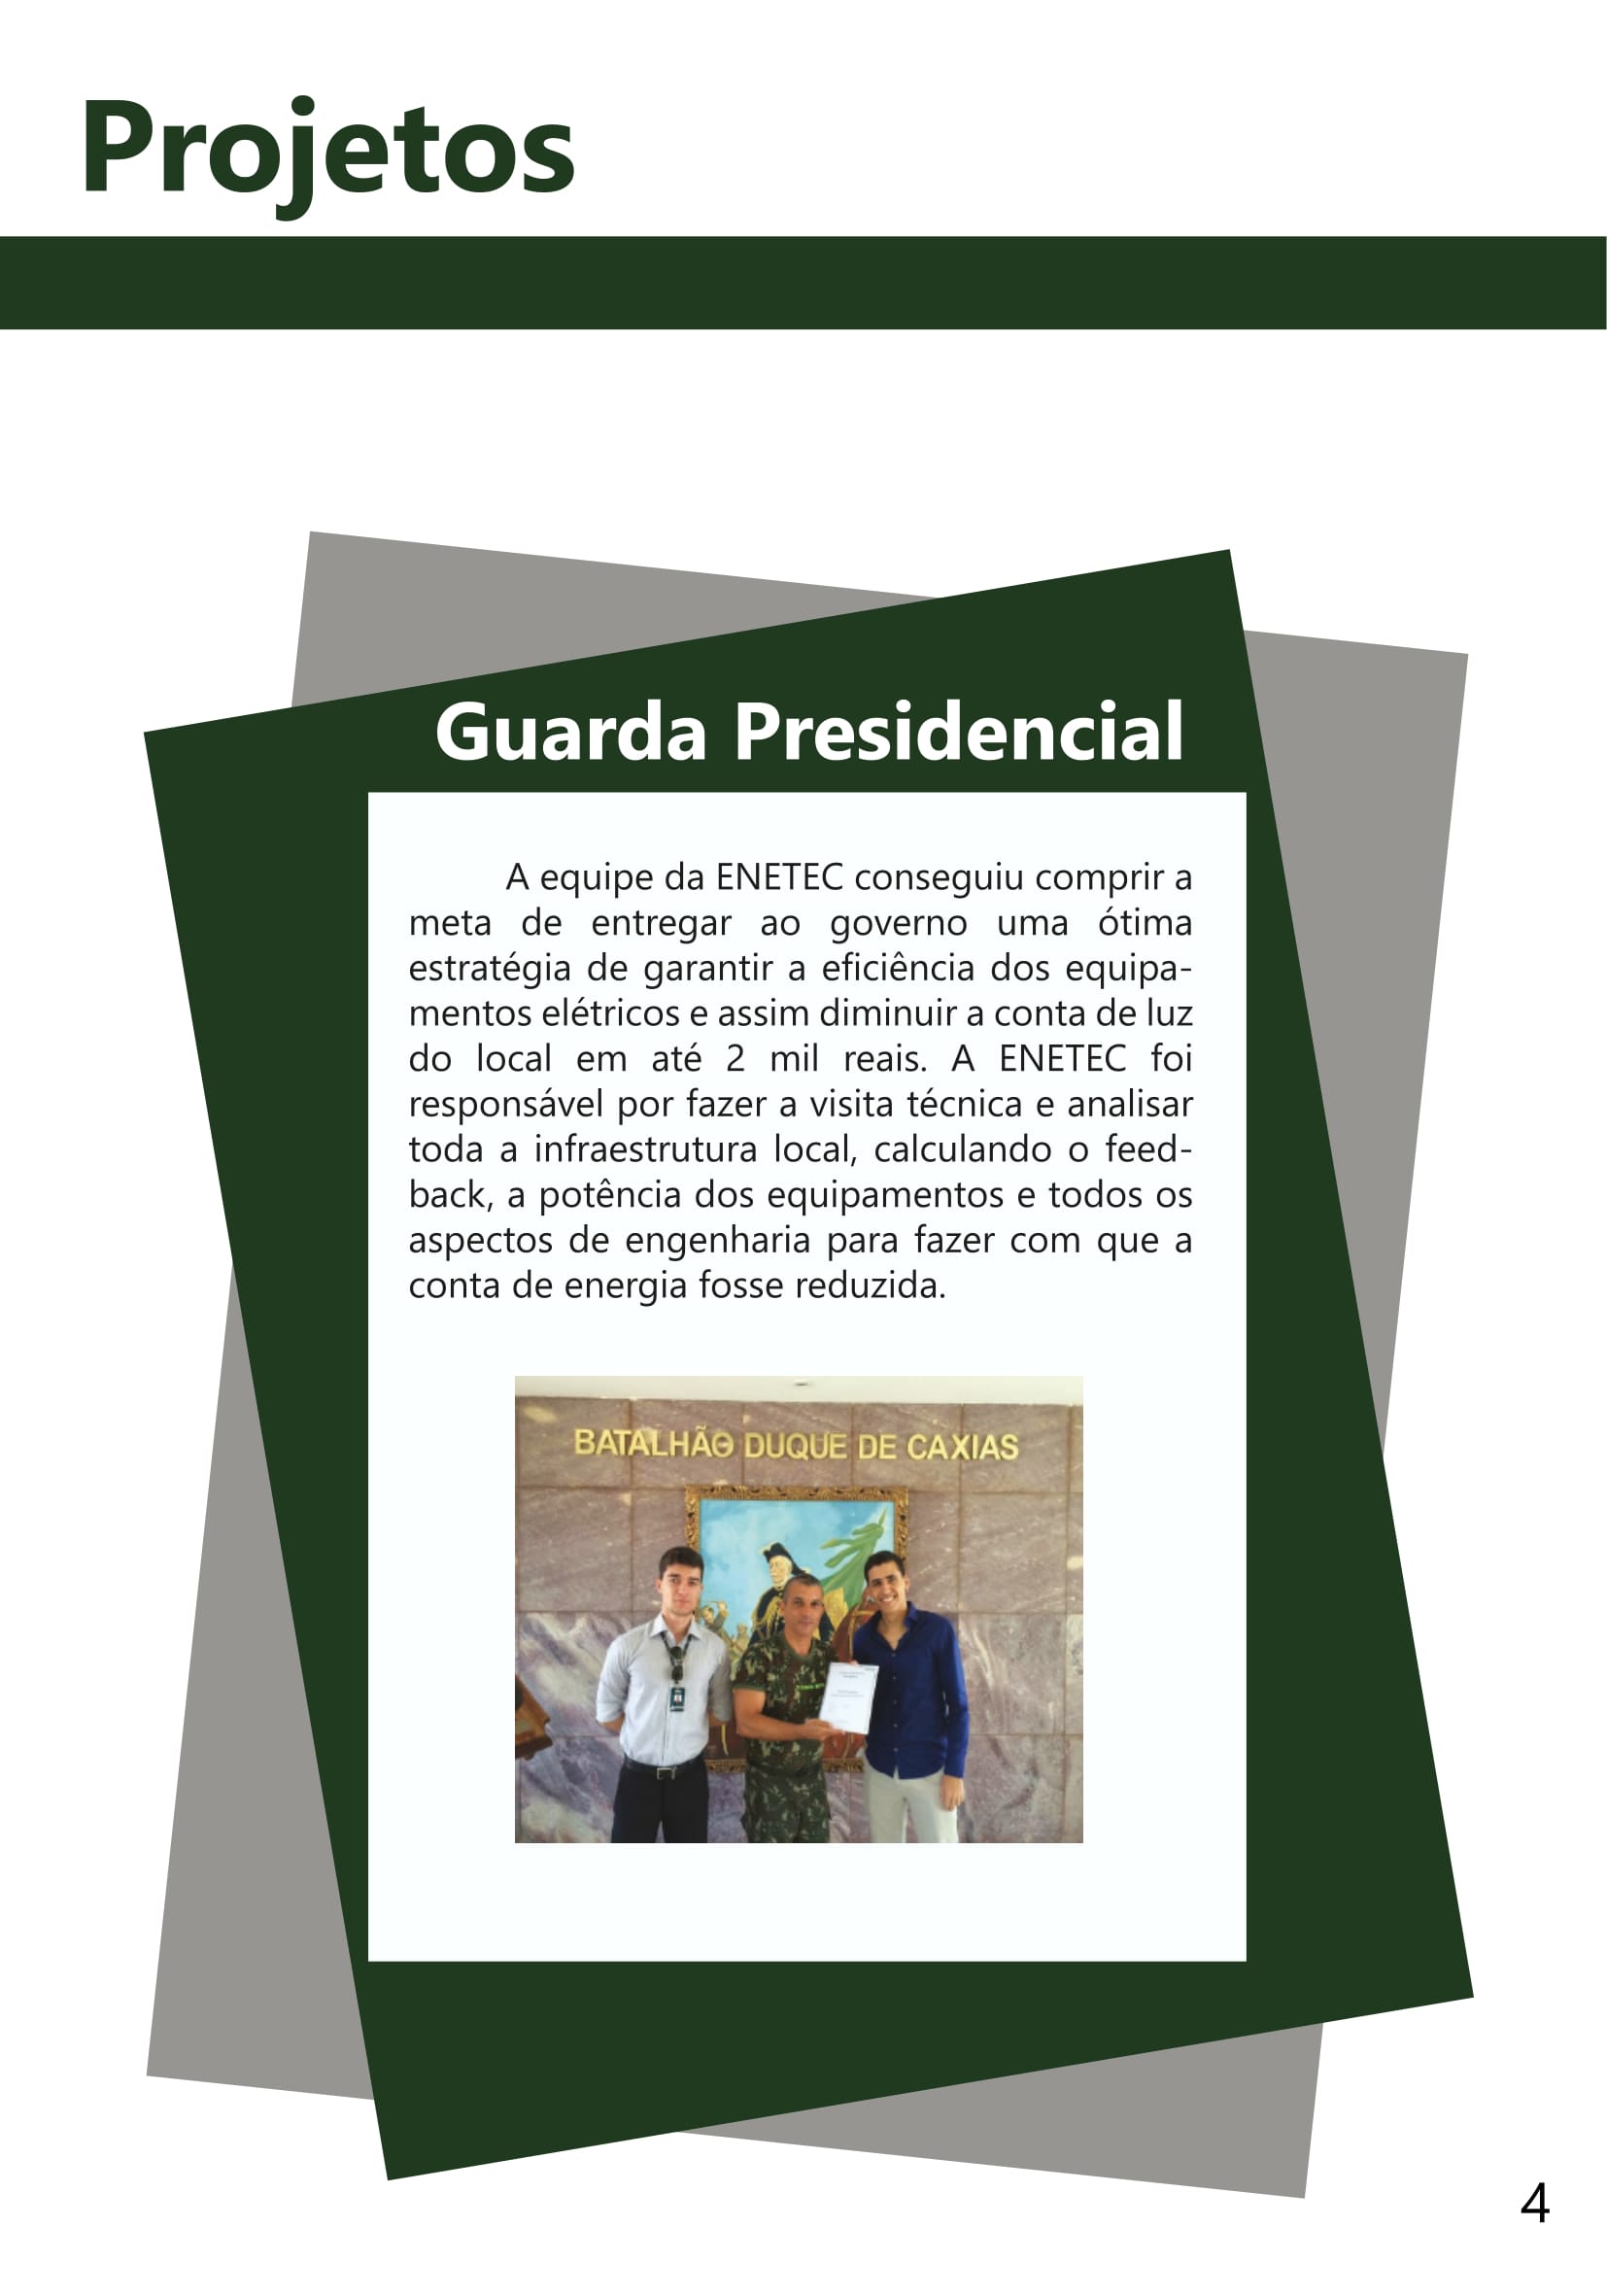 Projetos
Guarda Presidencial
A equipe da ENETEC conseguiu comprir a
meta de entregar ao governo uma ótima
estratégia de garantir a eficiência dos equipa-
mentos elétricos e assim diminuir a conta de luz
do local em até 2 mil reais. A ENETEC foi
responsável por fazer a visita técnica e analisar
toda a infraestrutura local, calculando o feed-
back, a potência dos equipamentos e todos os
aspectos de engenharia para fazer com que a
conta de energia fosse reduzida.
BATALHÃO DUQUE DE CAXIAS
4